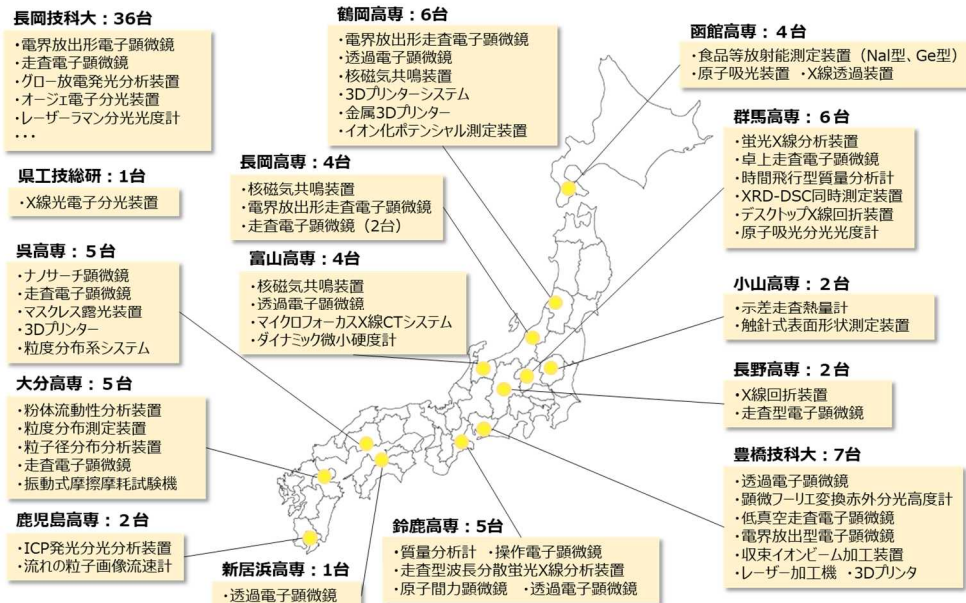 長岡技科大：36台
・電界放出形電子顕微鏡
・走査電子顕微鏡
・グロー放電発光分析装置
・オージェ電子分光装置
・レーザーラマン分光光度計
・・・
県工技総研：1台
・X線光電子分光装置
呉高専：5台
・ナノサーチ顕微鏡
・走査電子顕微鏡
・マスクレス露光装置
・3Dプリンター
・粒度分布系システム
大分高専：5台
・粉体流動性分析装置
・粒度分布測定装置
・粒子径分布分析装置
・走査電子顕微鏡
・振動式摩擦摩耗試験機
鹿児島高専：2台
・ICP発光分光分析装置
・流れの粒子画像流速計
鶴岡高専：6台
・電界放出形走査電子顕微鏡
・透過電子顕微鏡
・核磁気共鳴装置
・3Dプリンターシステム
・金属3Dプリンター
・イオン化ポテンシャル測定装置
長岡高専：4台
・核磁気共鳴装置
・電界放出形走査電子顕微鏡
・走査電子顕微鏡（2台）
富山高専：4台
・核磁気共鳴装置
・透過電子顕微鏡
・マイクロフォーカスX線CTシステム
・ダイナミック微小硬度計
新居浜高専：1台
・透過電子顕微鏡
鈴鹿高専：5台
・質量分析計 ・操作電子顕微鏡
・走査型波長分散蛍光X線分析装置
・原子間力顕微鏡 ・透過電子顕微鏡
函館高専：4台
・食品等放射能測定装置（NaI型、Ge型）
・原子吸光装置 ・X線透過装置
群馬高専：6台
・蛍光X線分析装置
・卓上走査電子顕微鏡
・時間飛行型質量分析計
・XRD-DSC同時測定装置
・デスクトップX線回折装置
・原子吸光分光光度計
小山高専：2台
・示差走査熱量計
・触針式表面形状測定装置
長野高専：2台
・X線回折装置
・走査型電子顕微鏡
豊橋技科大：7台
・透過電子顕微鏡
・顕微フーリエ変換赤外分光高度計
・低真空走査電子顕微鏡
・電界放出型電子顕微鏡
・収束イオンビーム加工装置
・レーザー加工機 ・3Dプリンタ